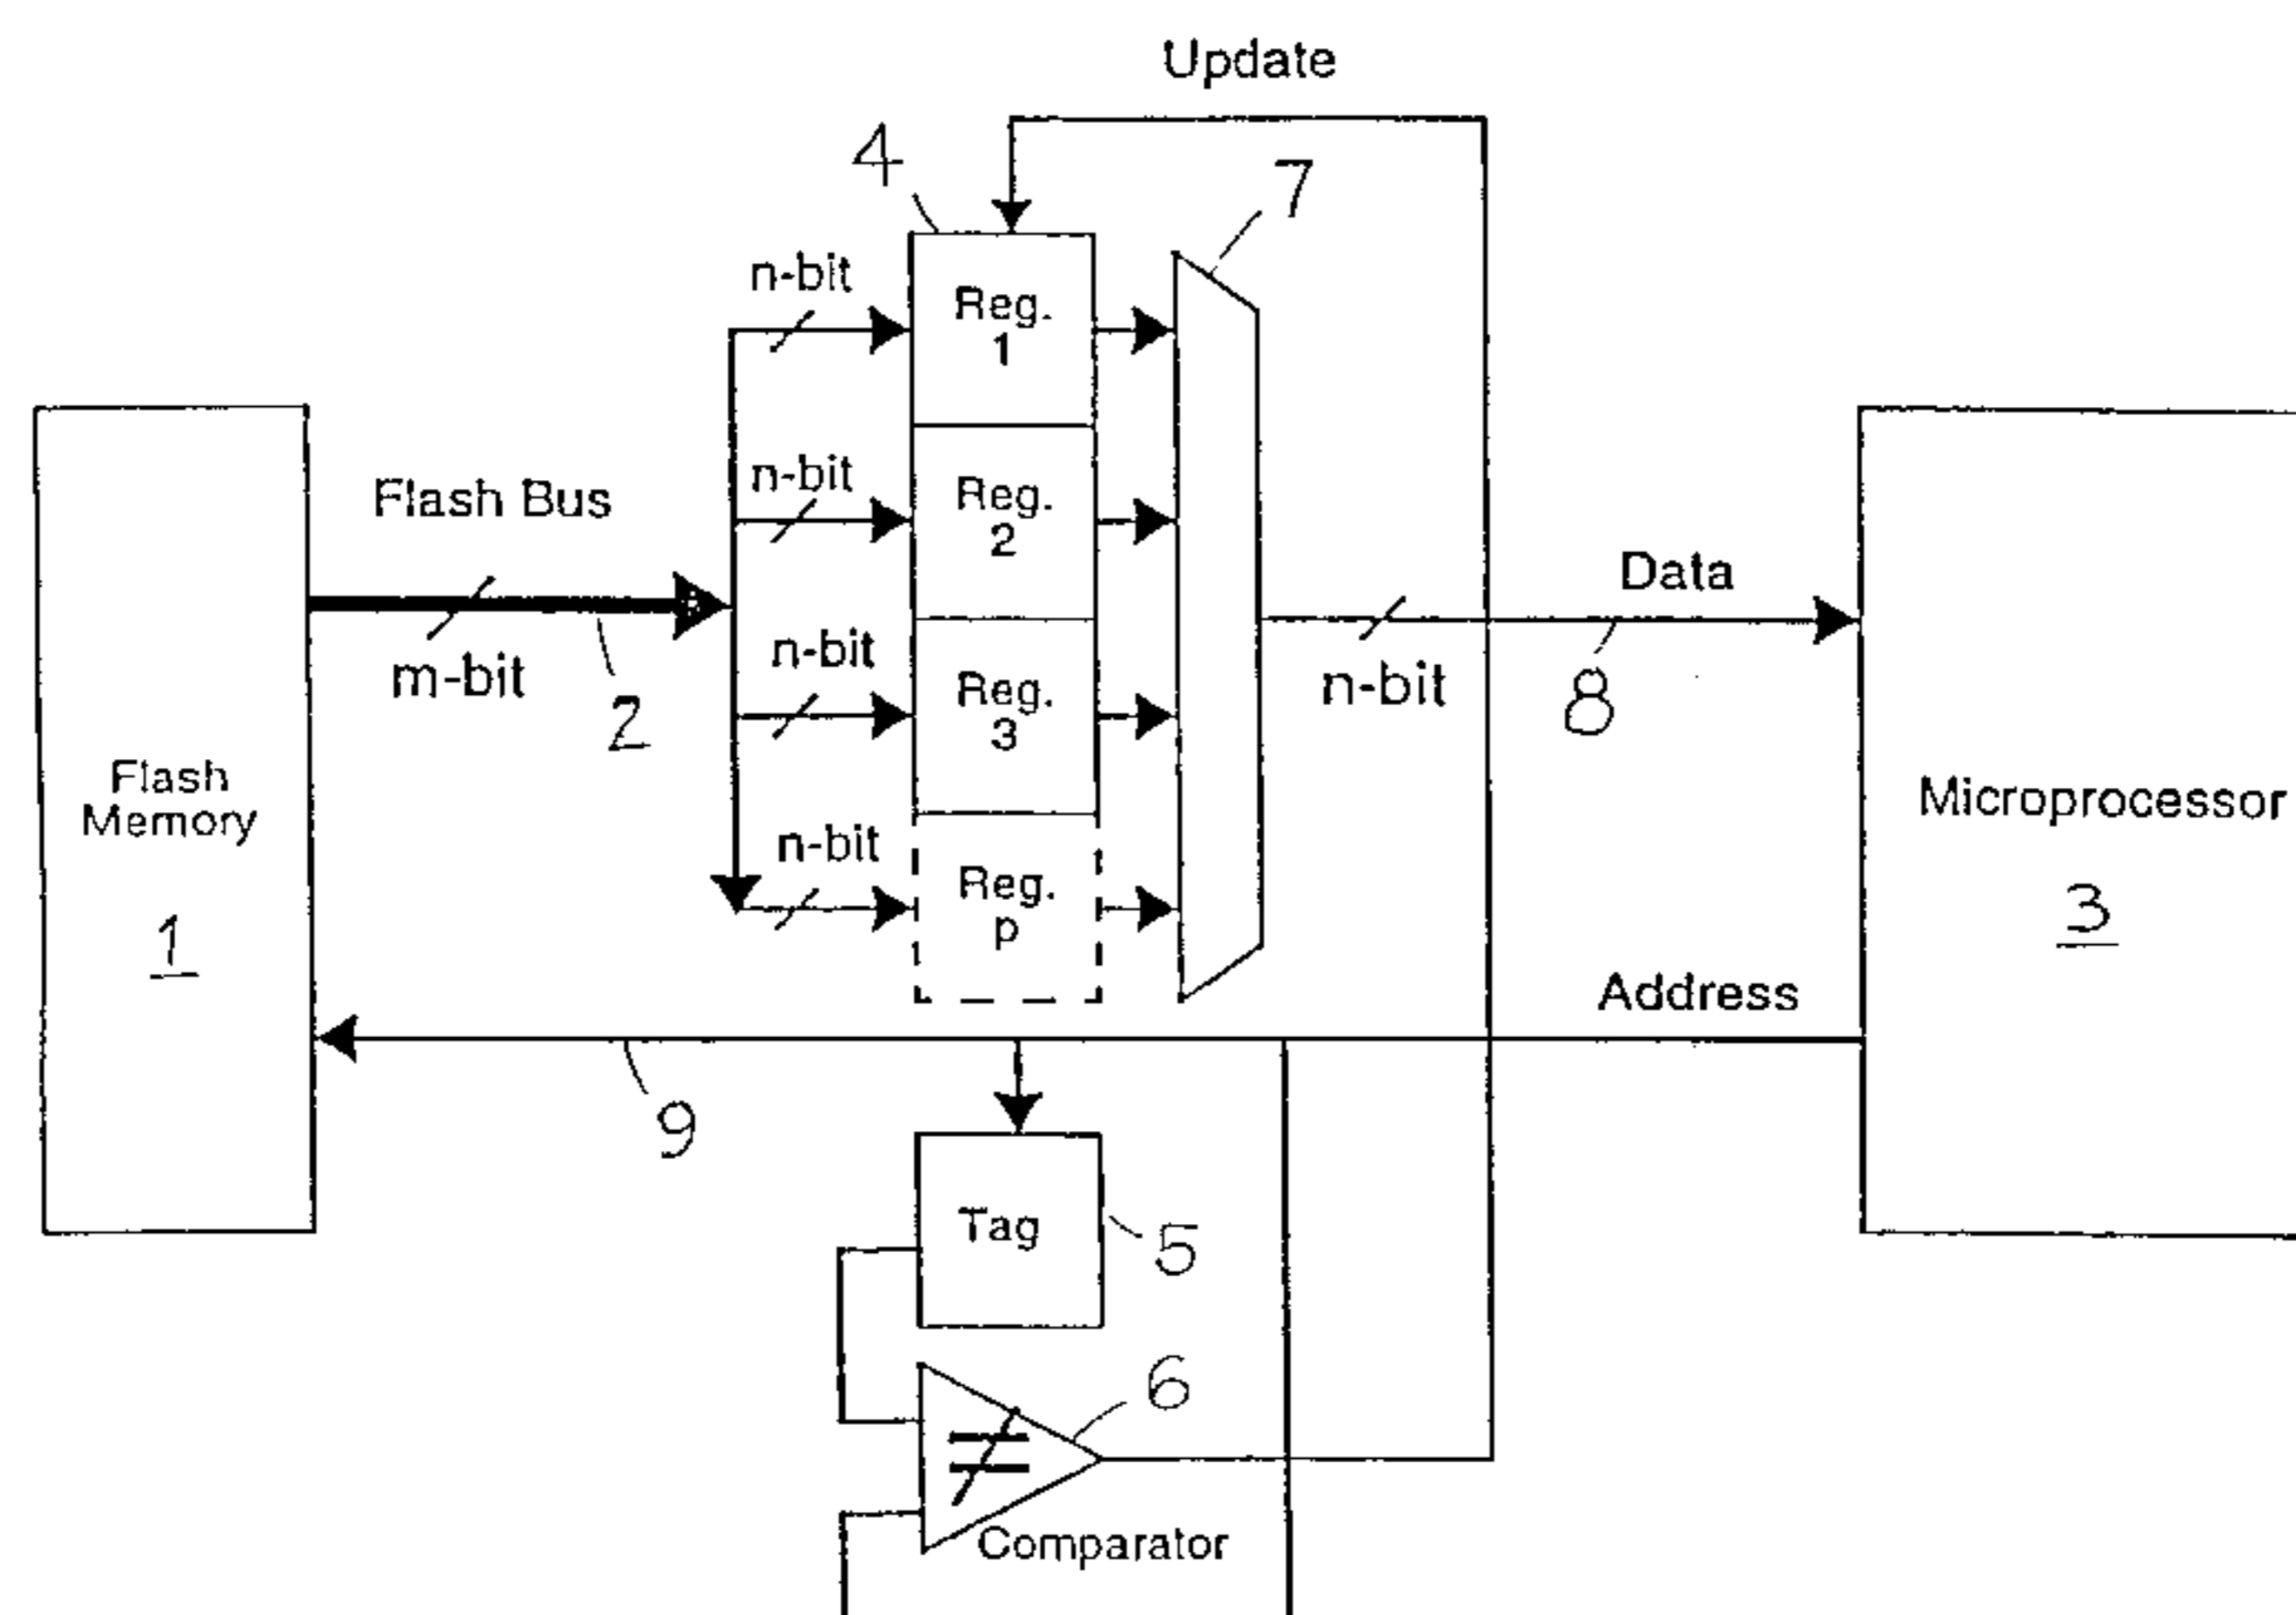 Update
4
7
n-bit
Reg.
1
n-bit
Reg.
2
Flash Bus
m-bit
2
n-bit
Reg.
3
n-bit
Reg.
p
Data
n-bit
8
Flash
Memory
1
Microprocessor
3
Address
9
Tag
5
6
≠
Comparator